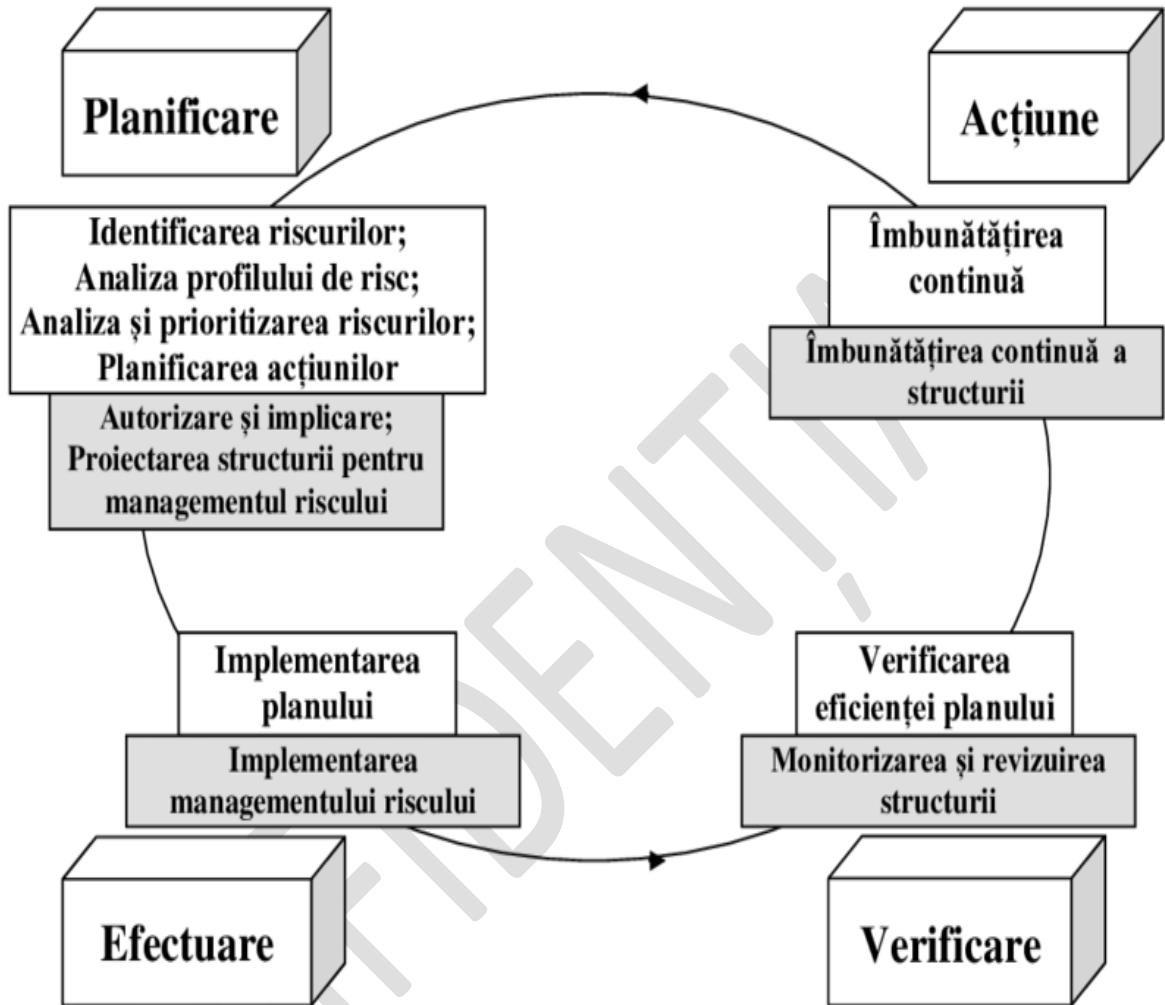 Planificare
Identificarea riscurilor;
Analiza profilului de risc;
Analiza și prioritizarea riscurilor;
Planificarea acțiunilor
Autorizare și implicare;
Proiectarea structurii pentru
managementul riscului
Acțiune
Îmbunătățirea
continuă
Îmbunătățirea continuă a
structurii
Implementarea
planului
Implementarea
managementului riscului
Efectuare
Verificarea
eficienței planului
Monitorizarea și revizuirea
structurii
Verificare
FIDENȚIA